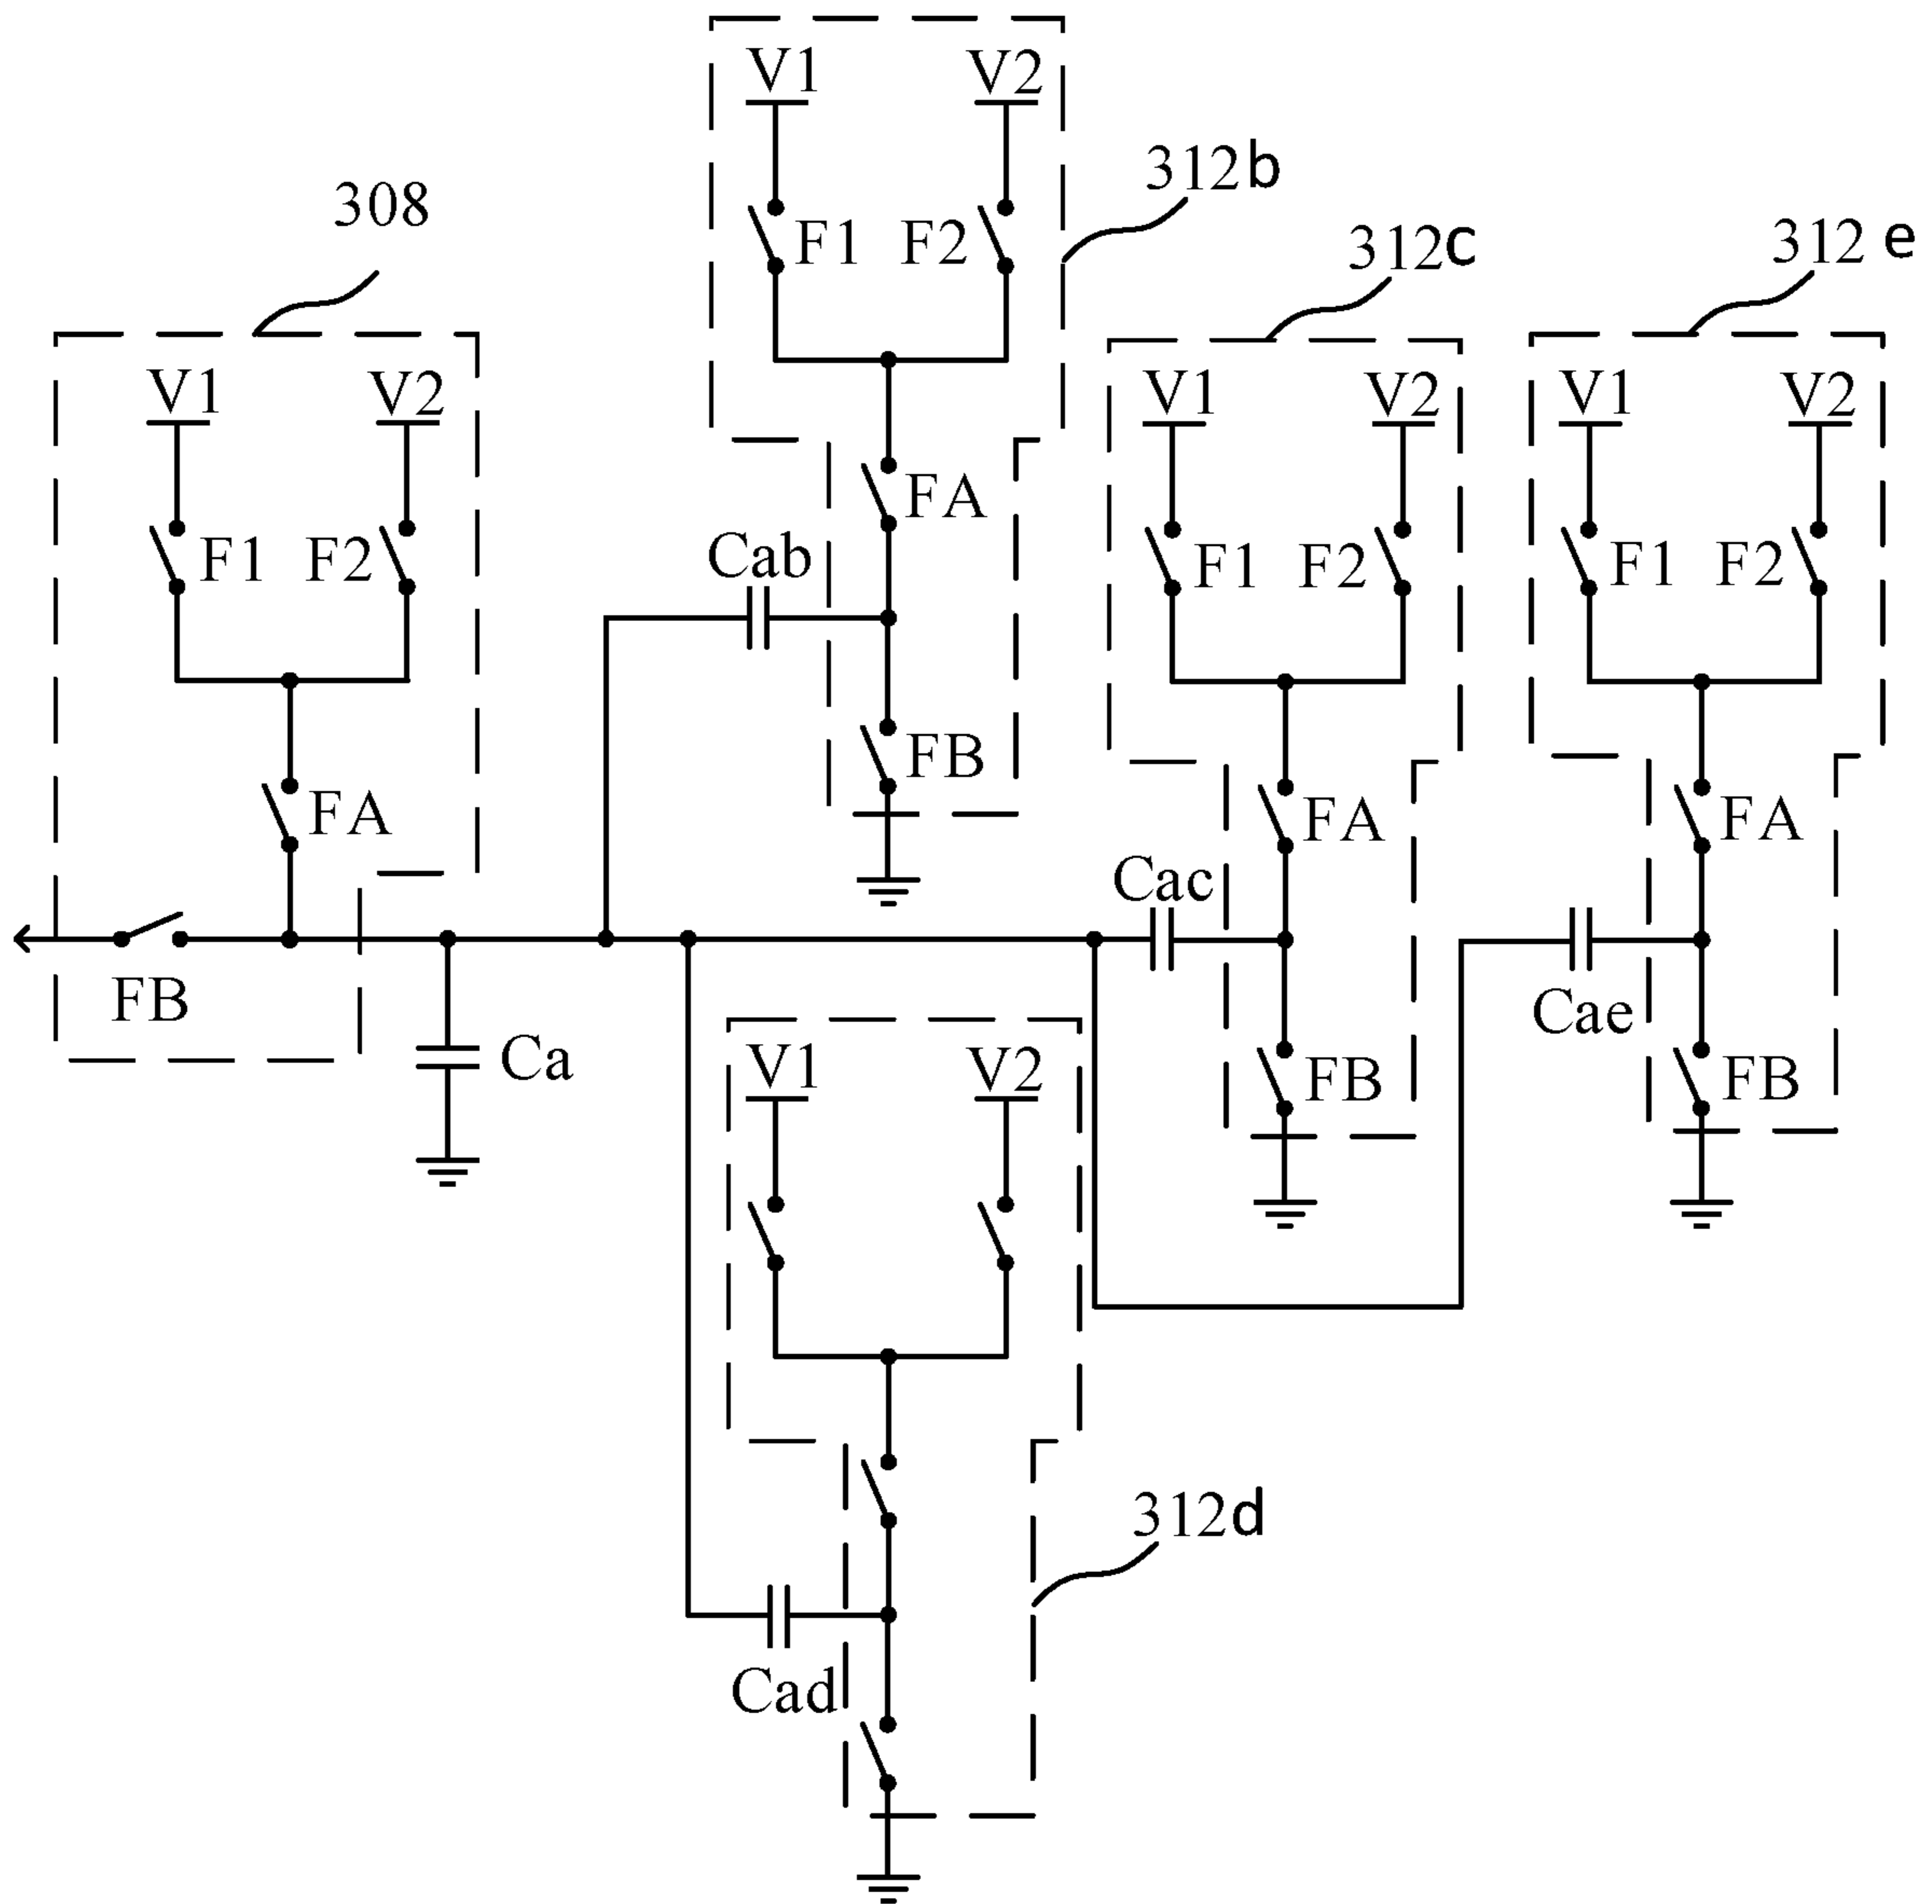 V1 V2
312b
F1 F2
308
312c
312 e
V1 V2
V1 V2
V1 V2
FA
F1 F2
Cab
F1 F2
F1 F2
FB
FA
FA
FA
Cac
FB
Cae
Ca
V1 V2
FB
FB
312d
Cad